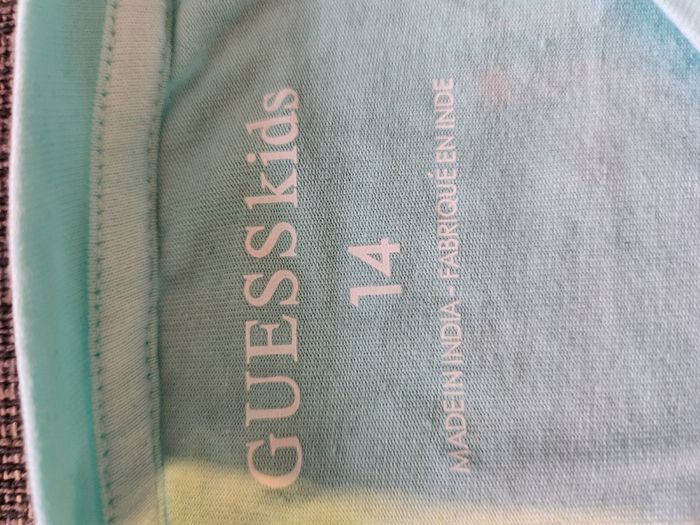 GUESS kids
14
MADE IN INDIA - FABRIQUÉ EN INDE